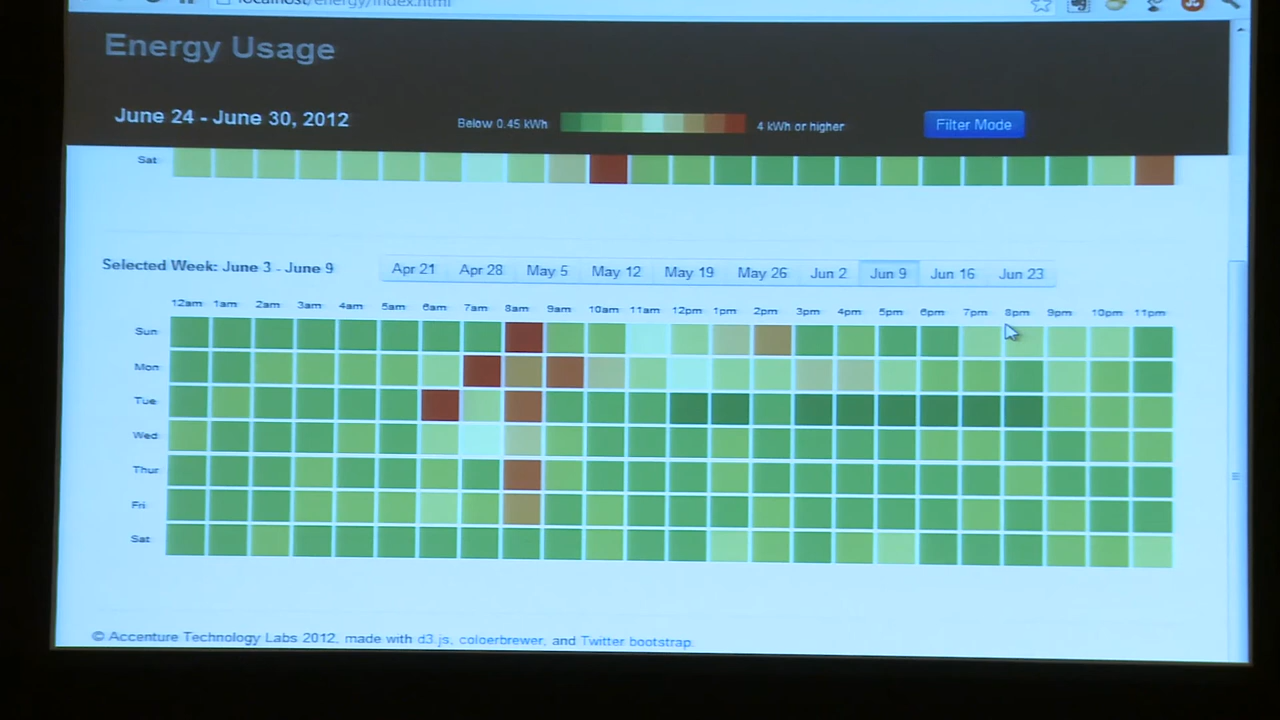 localhost/energy/index.html
Energy Usage
June 24 - June 30, 2012
Below 0.45 kWh
4 kWh or higher
Filter Mode
Sat
Selected Week: June 3 - June 9
Apr 21 Apr 28 May 5 May 12 May 19 May 26 Jun 2 Jun 9 Jun 16 Jun 23
12am 1am 2am 3am 4am 5am 6am 7am 8am 9am 10am 11am 12pm 1pm 2pm 3pm 4pm 5pm 6pm 7pm 8pm 9pm 10pm 11pm
Sun
Mon
Tue
Wed
Thur
Fri
Sat
© Accenture Technology Labs 2012, made with d3.js, coloerbrewer, and Twitter bootstrap.